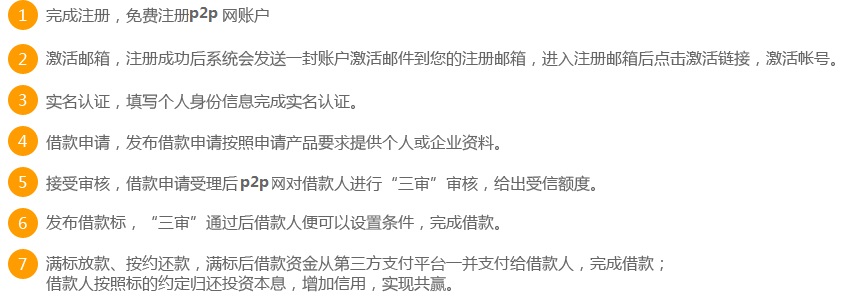 1 完成注册，免费注册p2p 网账户
2 激活邮箱，注册成功后系统会发送一封账户激活邮件到您的注册邮箱，进入注册邮箱后点击激活链接，激活帐号。
3 实名认证，填写个人身份信息完成实名认证。
4 借款申请，发布借款申请按照申请产品要求提供个人或企业资料。
5 接受审核，借款申请受理后 p2p 网对借款人进行“三审”审核，给出受信额度。
6 发布借款标，“三审”通过后借款人便可以设置条件，完成借款。
7 满标放款、按约还款，满标后借款资金从第三方支付平台一并支付给借款人，完成借款；
借款人按照标的约定归还投资本息，增加信用，实现共赢。